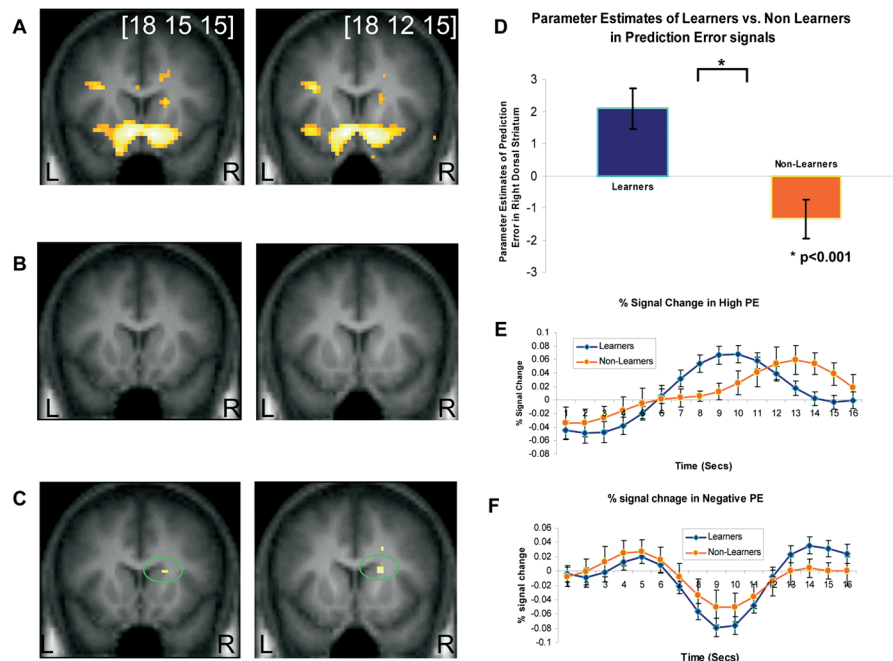 A
[18 15 15]
[18 12 15]
L
R
L
R
B
L
R
L
R
C
L
R
L
R
D
Parameter Estimates of Learners vs. Non Learners
in Prediction Error signals
*
Parameter Estimates of Prediction
Error in Right Dorsal Striatum
3
2
1
0
-1
-2
-3
Learners
Non-Learners
* p<0.001
% Signal Change in High PE
E
% Signal Change
0.1
0.08
0.06
0.04
0.02
0
-0.02
-0.04
-0.06
-0.08
Learners
Non-Learners
1 2 3 4 5 6 7 8 9 10 11 12 13 14 15 16
Time (Secs)
% signal chnage in Negative PE
F
% signal change
0.06
0.04
0.02
0
-0.02
-0.04
-0.06
-0.08
-0.1
Learners
Non-Learners
1 2 3 4 5 6 7 8 9 10 11 12 13 14 15 16
Time (Secs)